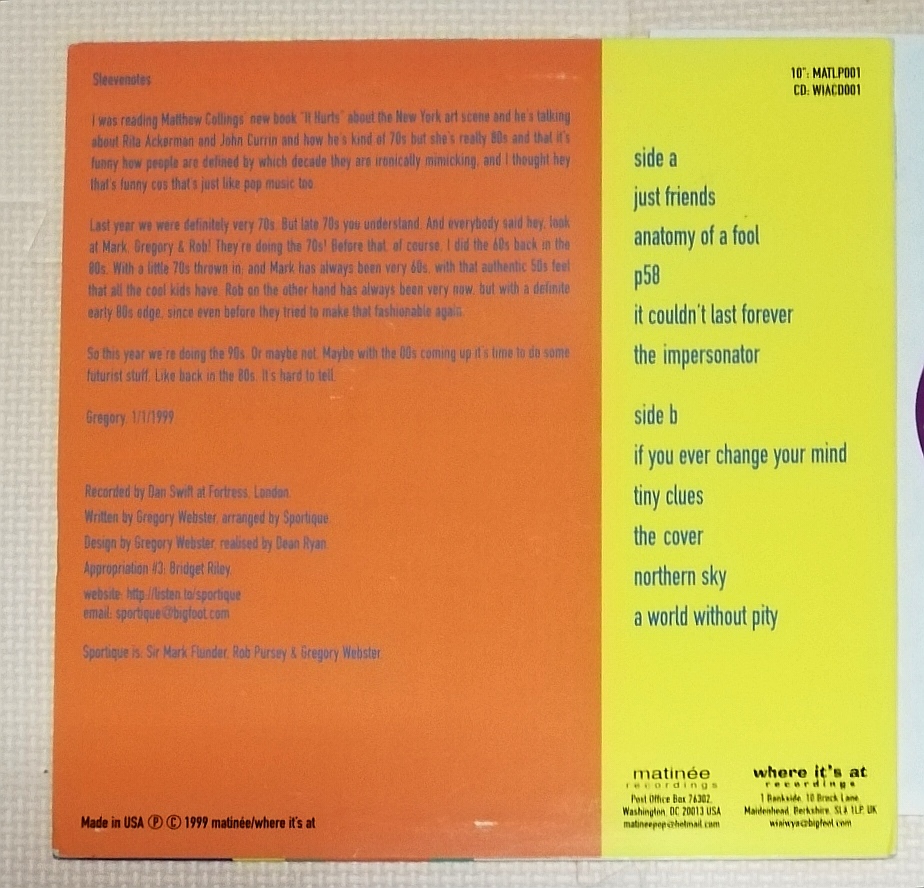 Sleevenotes
I was reading Matthew Collings' new book "It Hurts" about the New York art scene and he's talking
about Rita Ackerman and John Currin and how he's kind of 70s but she's really 80s and that it's
funny how people are defined by which decade they are ironically mimicking, and I thought hey
that's funny cos that's just like pop music too.
Last year we were definitely very 70s. But late 70s you understand. And everybody said hey, look
at Mark, Gregory & Rob! They're doing the 70s! Before that, of course, I did the 60s back in the
80s. With a little 70s thrown in, and Mark has always been very 60s, with that authentic 50s feel
that all the cool kids have. Rob on the other hand has always been very now, but with a definite
early 80s edge, since even before they tried to make that fashionable again.
So this year we're doing the 90s. Or maybe not. Maybe with the 00s coming up it's time to do some
futurist stuff. Like back in the 80s. It's hard to tell.
Gregory, 1/1/1999
Recorded by Dan Swift at Fortress, London.
Written by Gregory Webster, arranged by Sportique.
Design by Gregory Webster, realised by Dean Ryan.
Appropriation #3: Bridget Riley.
website: http://listen.to/sportique
email: sportique@bigfoot.com
Sportique is: Sir Mark Flunder, Rob Pursey & Gregory Webster.
Made in USA Ⓟ © 1999 matinée/where it's at
10": MATLP001
CD: WIACD001
side a
just friends
anatomy of a fool
p58
it couldn't last forever
the impersonator
side b
if you ever change your mind
tiny clues
the cover
northern sky
a world without pity
matinée
recordings
Post Office Box 76302,
Washington, DC 20013 USA
matineepop@hotmail.com
where it's at
recordings
1 Bankside, 10 Brock Lane,
Maidenhead, Berkshire, SL6 1LP, UK
wiaiwya@bigfoot.com